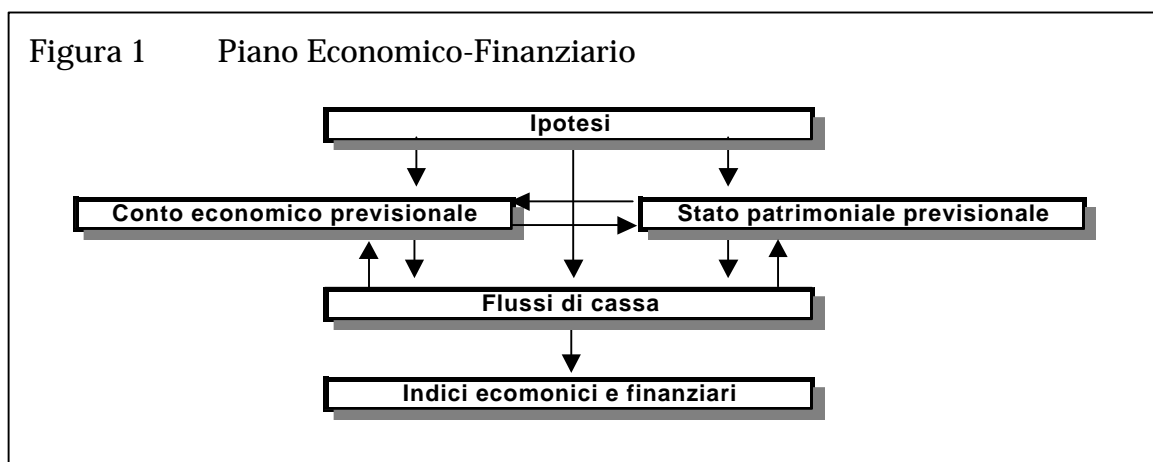 Figura 1 Piano Economico-Finanziario
Ipotesi
Conto economico previsionale
Stato patrimoniale previsionale
Flussi di cassa
Indici ecomonici e finanziari